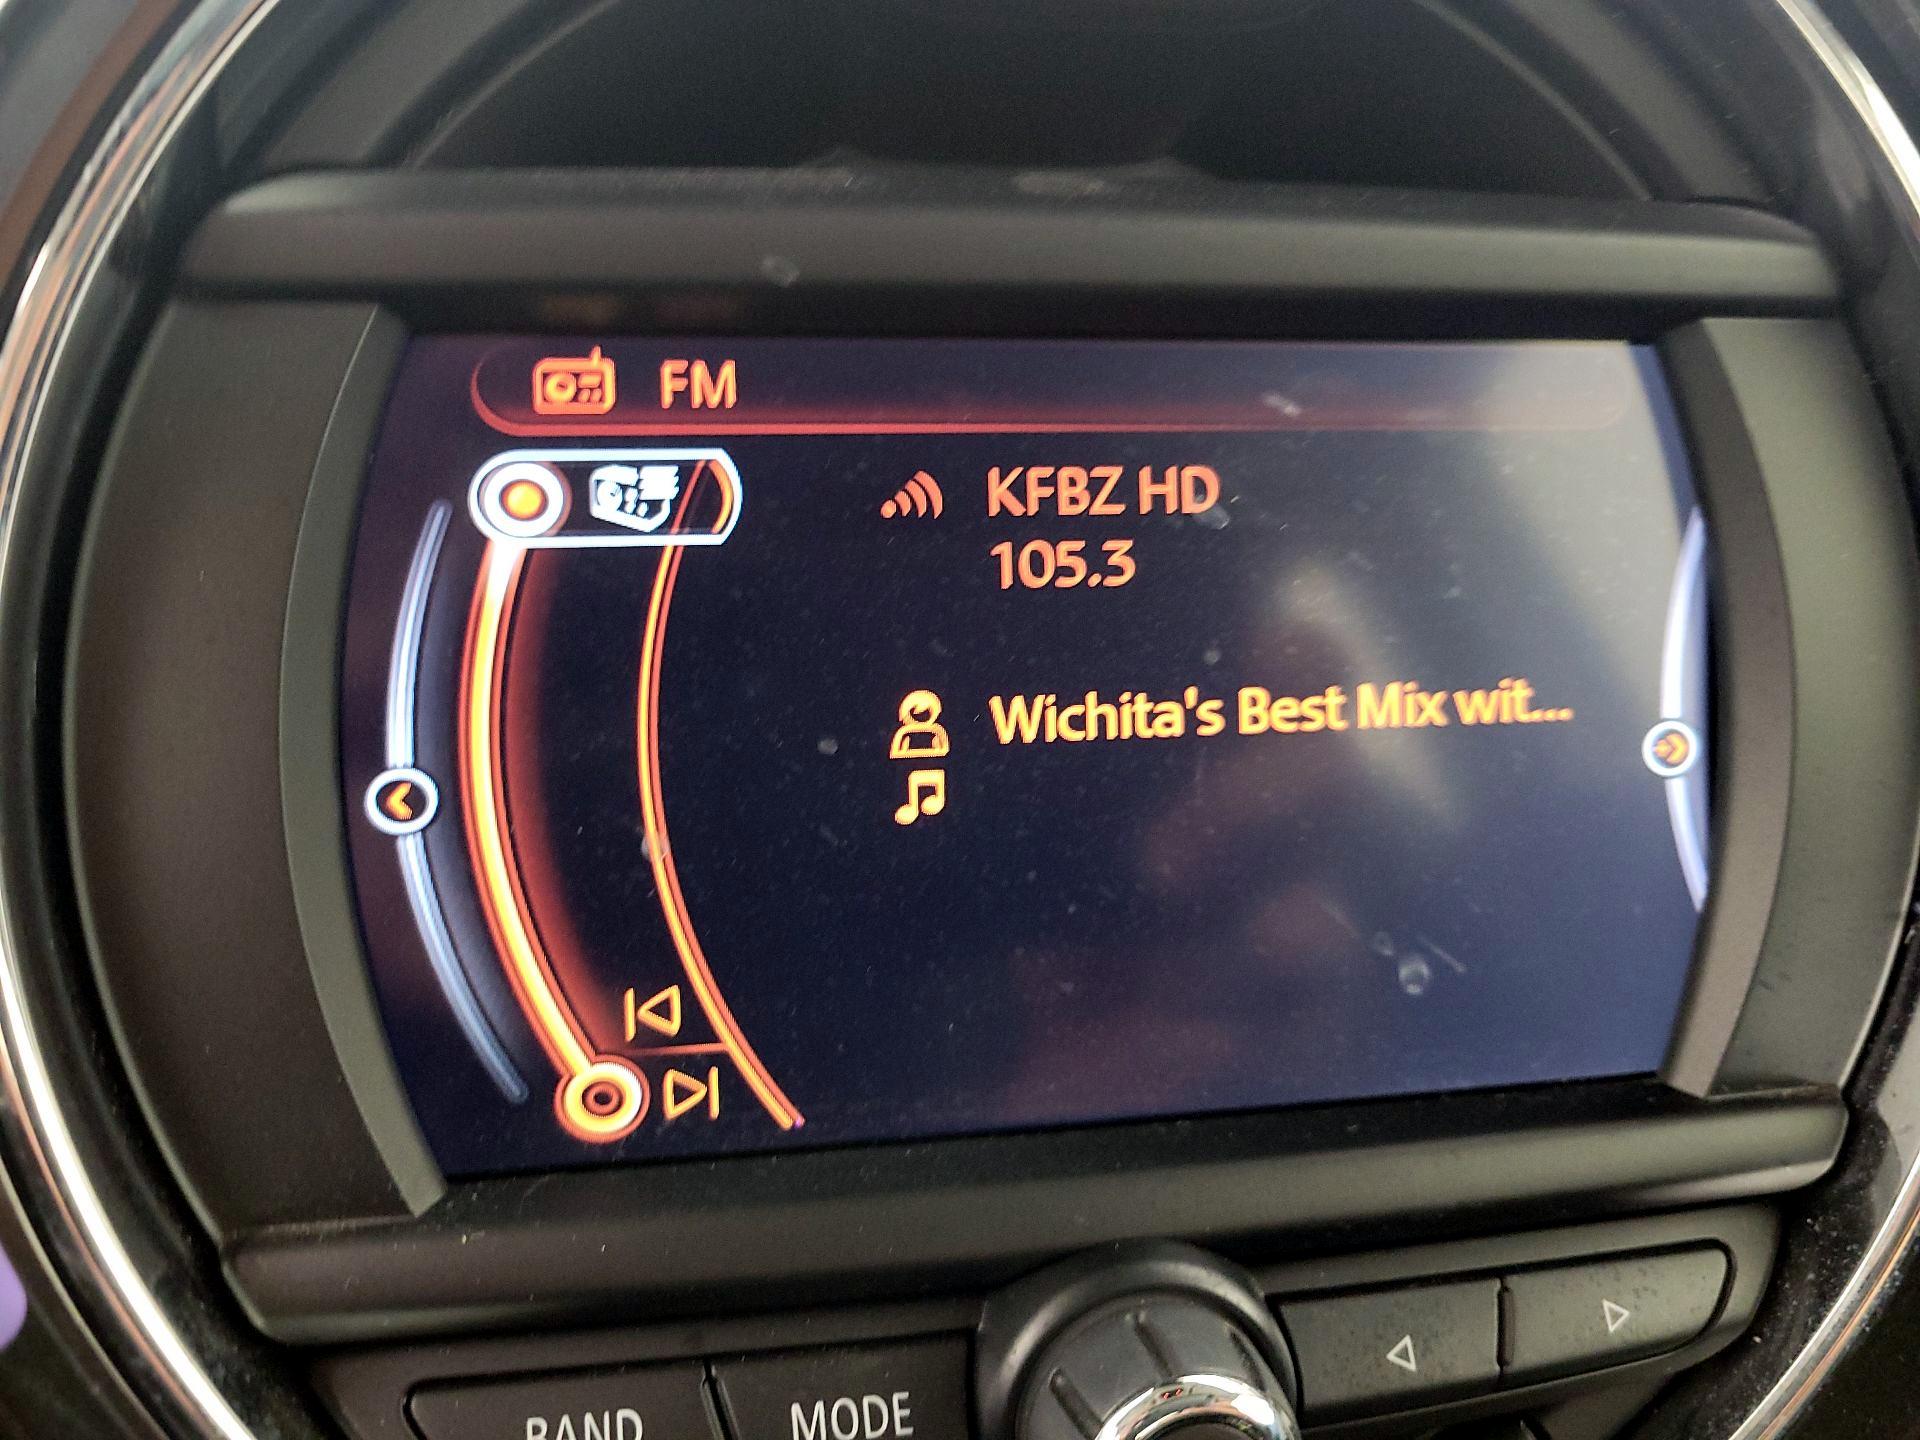 FM
KFBZ HD
105.3
Wichita's Best Mix wit...
BAND
MODE